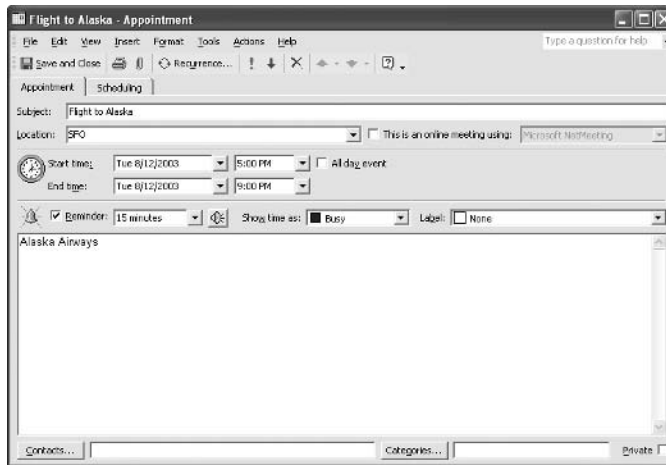 Flight to Alaska - Appointment
File Edit View Insert Format Tools Actions Help Type a question for help
Save and Close Recurrence...
Appointment Scheduling
Subject: Flight to Alaska
Location: SFO This is an online meeting using: Microsoft NetMeeting
Start time: Tue 8/12/2003 5:00 PM All day event
End time: Tue 8/12/2003 9:00 PM
Reminder: 15 minutes Show time as: Busy Label: None
Alaska Airways
Contacts... Categories... Private